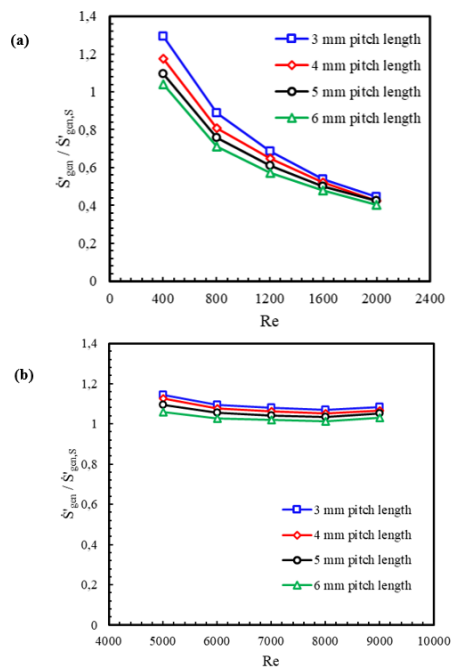 (a)
1,4
1,2
1
0,8
0,6
0,4
0,2
0
Ṡ'gen / Ṡ'gen,S
3 mm pitch length
4 mm pitch length
5 mm pitch length
6 mm pitch length
0 400 800 1200 1600 2000 2400
Re
(b)
1,4
1,2
1
0,8
0,6
0,4
0,2
0
Ṡ'gen / Ṡ'gen,S
3 mm pitch length
4 mm pitch length
5 mm pitch length
6 mm pitch length
4000 5000 6000 7000 8000 9000 10000
Re